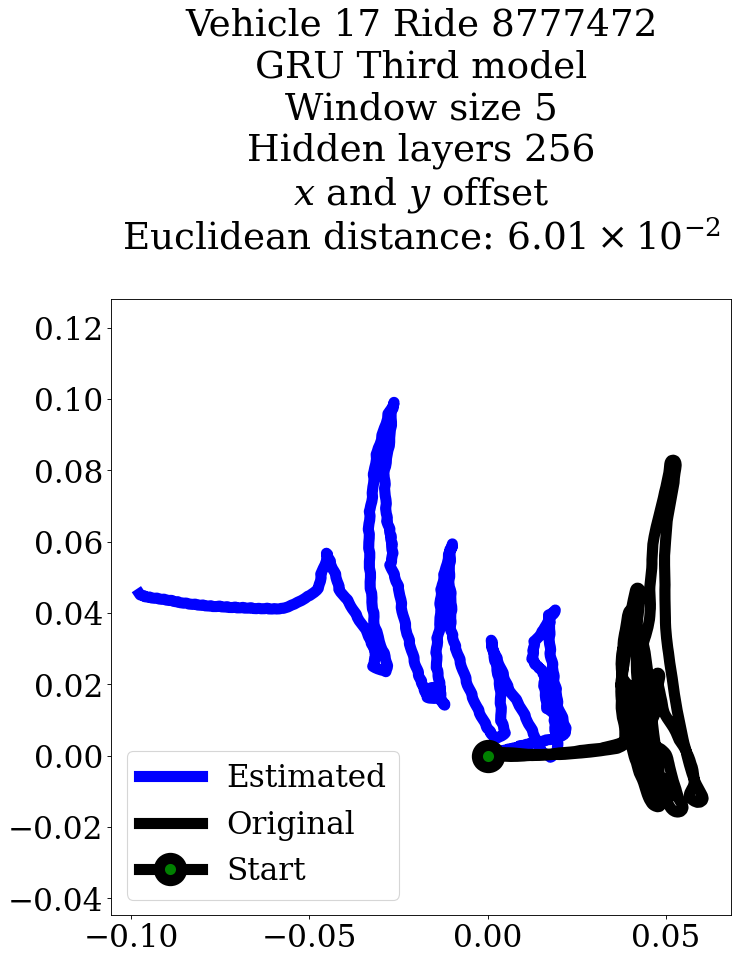 Vehicle 17 Ride 8777472
GRU Third model
Window size 5
Hidden layers 256
x and y offset
Euclidean distance: 6.01 × 10⁻²
0.12
0.10
0.08
0.06
0.04
0.02
0.00
−0.02
−0.04
Estimated
Original
Start
−0.10 −0.05 0.00 0.05